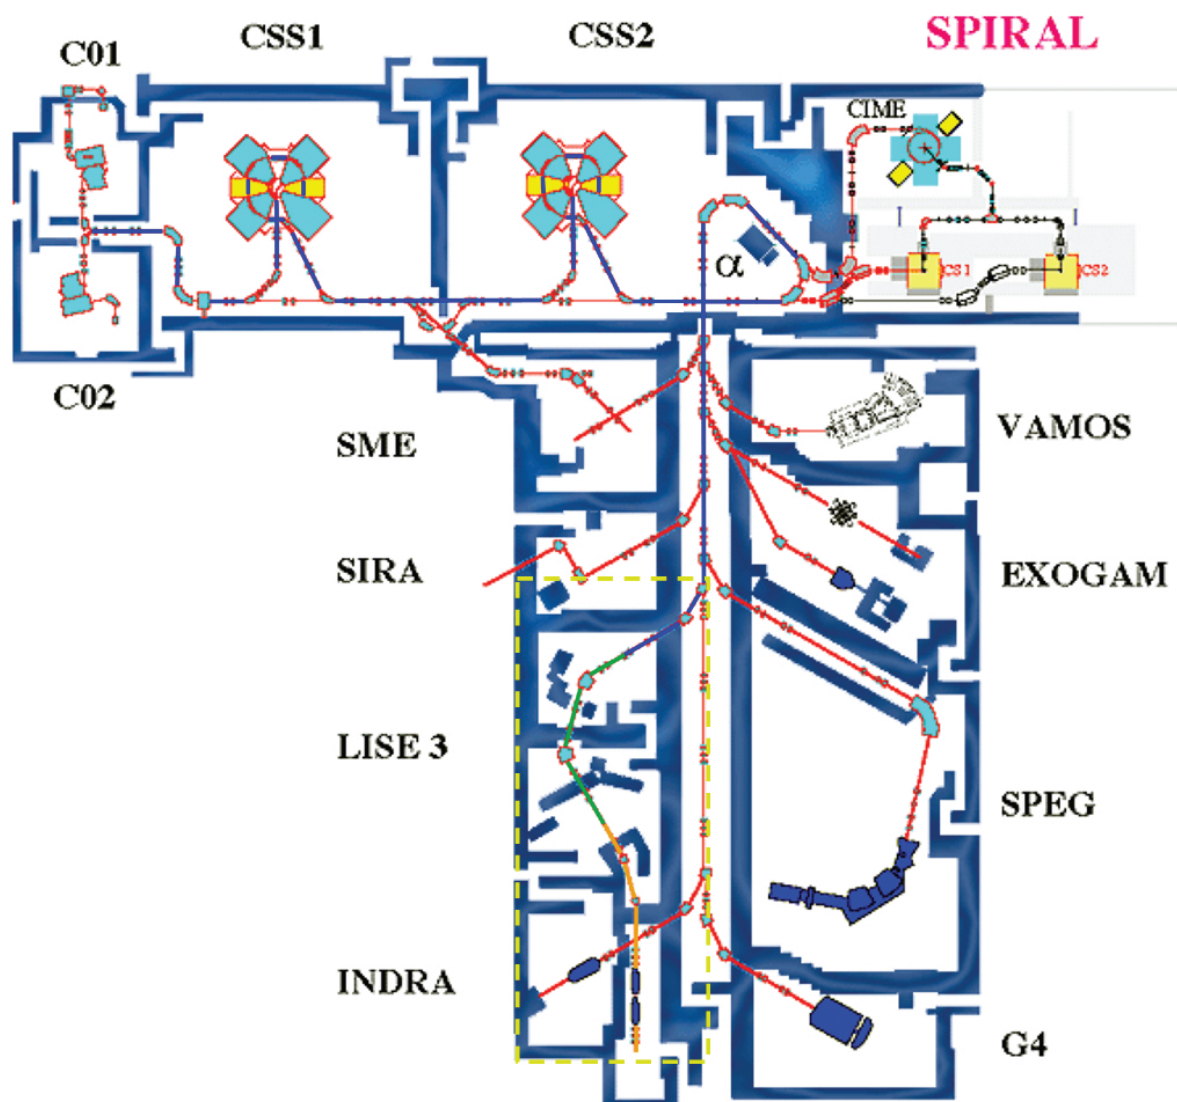 CSS1
CSS2
SPIRAL
C01
CIME
α
CS1
CS2
C02
SME
VAMOS
SIRA
EXOGAM
LISE 3
SPEG
INDRA
G4